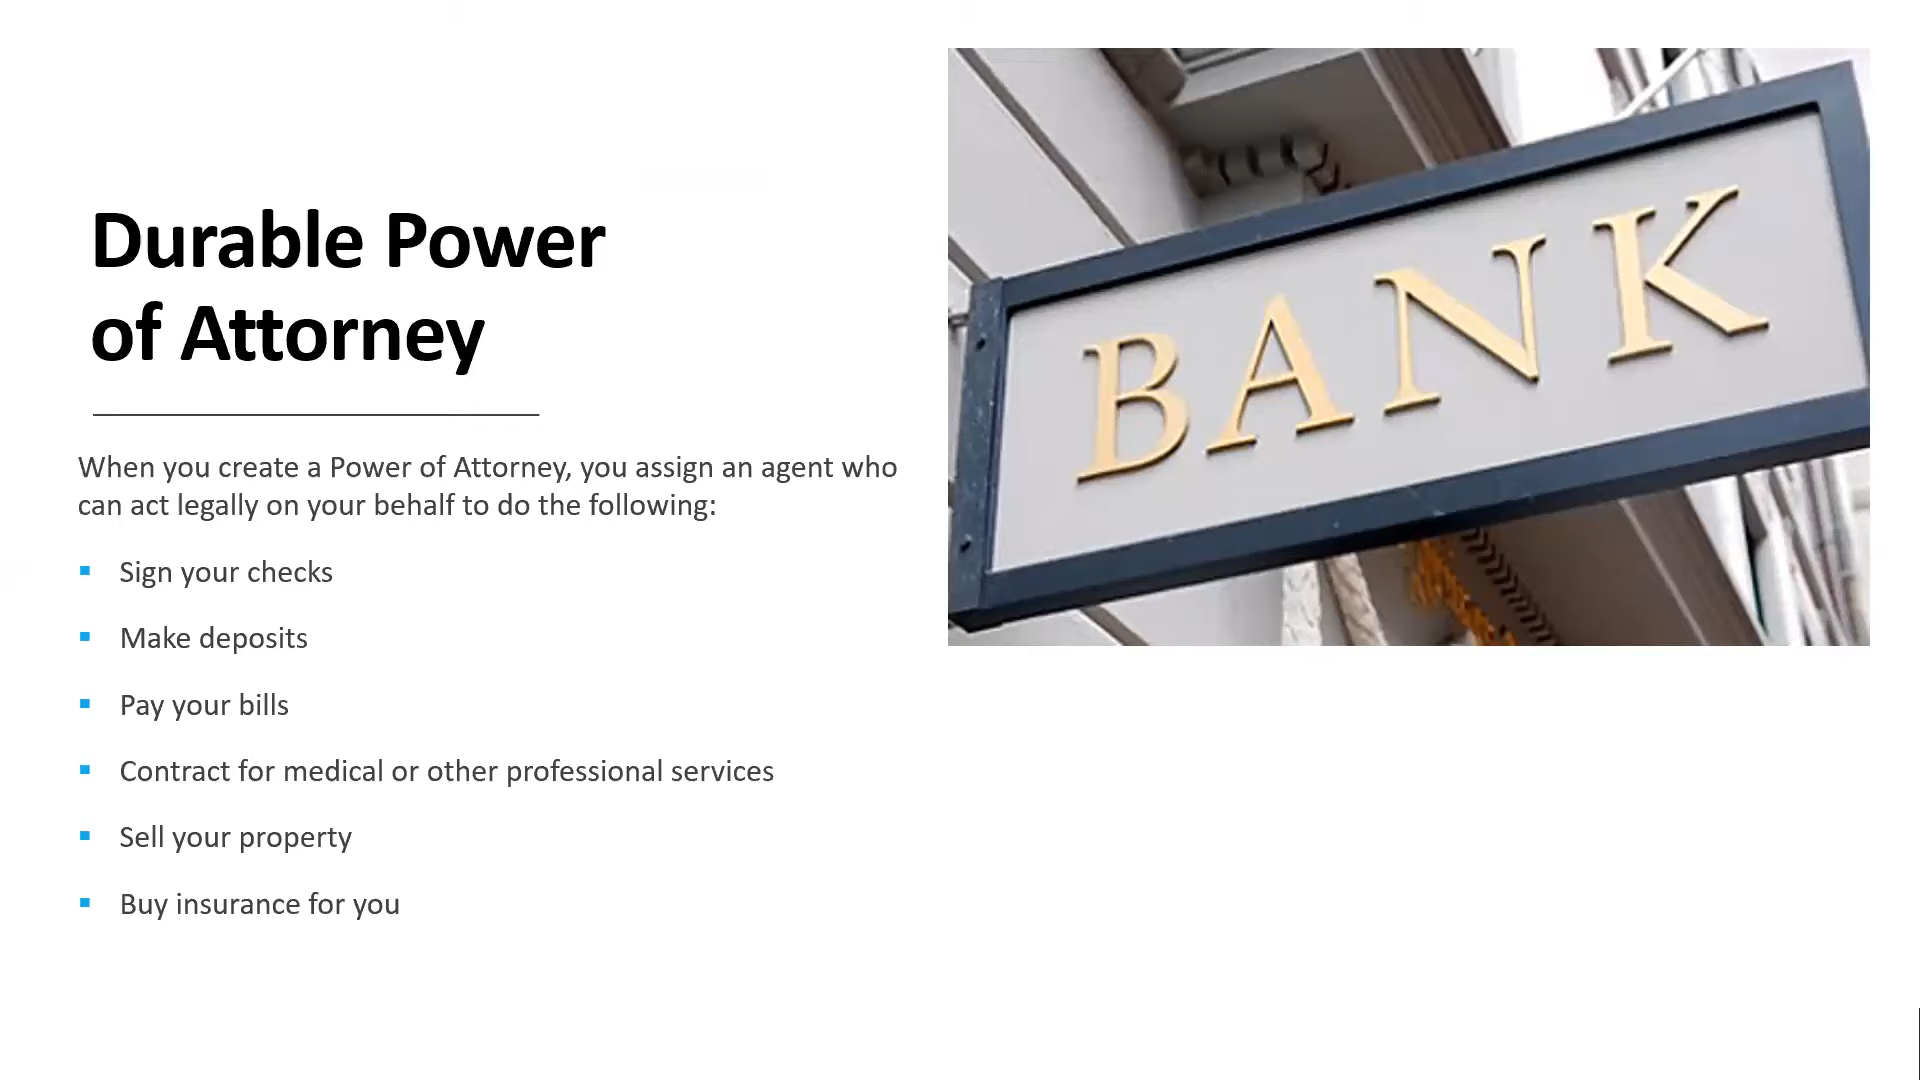 Durable Power
of Attorney
When you create a Power of Attorney, you assign an agent who
can act legally on your behalf to do the following:
▪ Sign your checks
▪ Make deposits
▪ Pay your bills
▪ Contract for medical or other professional services
▪ Sell your property
▪ Buy insurance for you
BANK